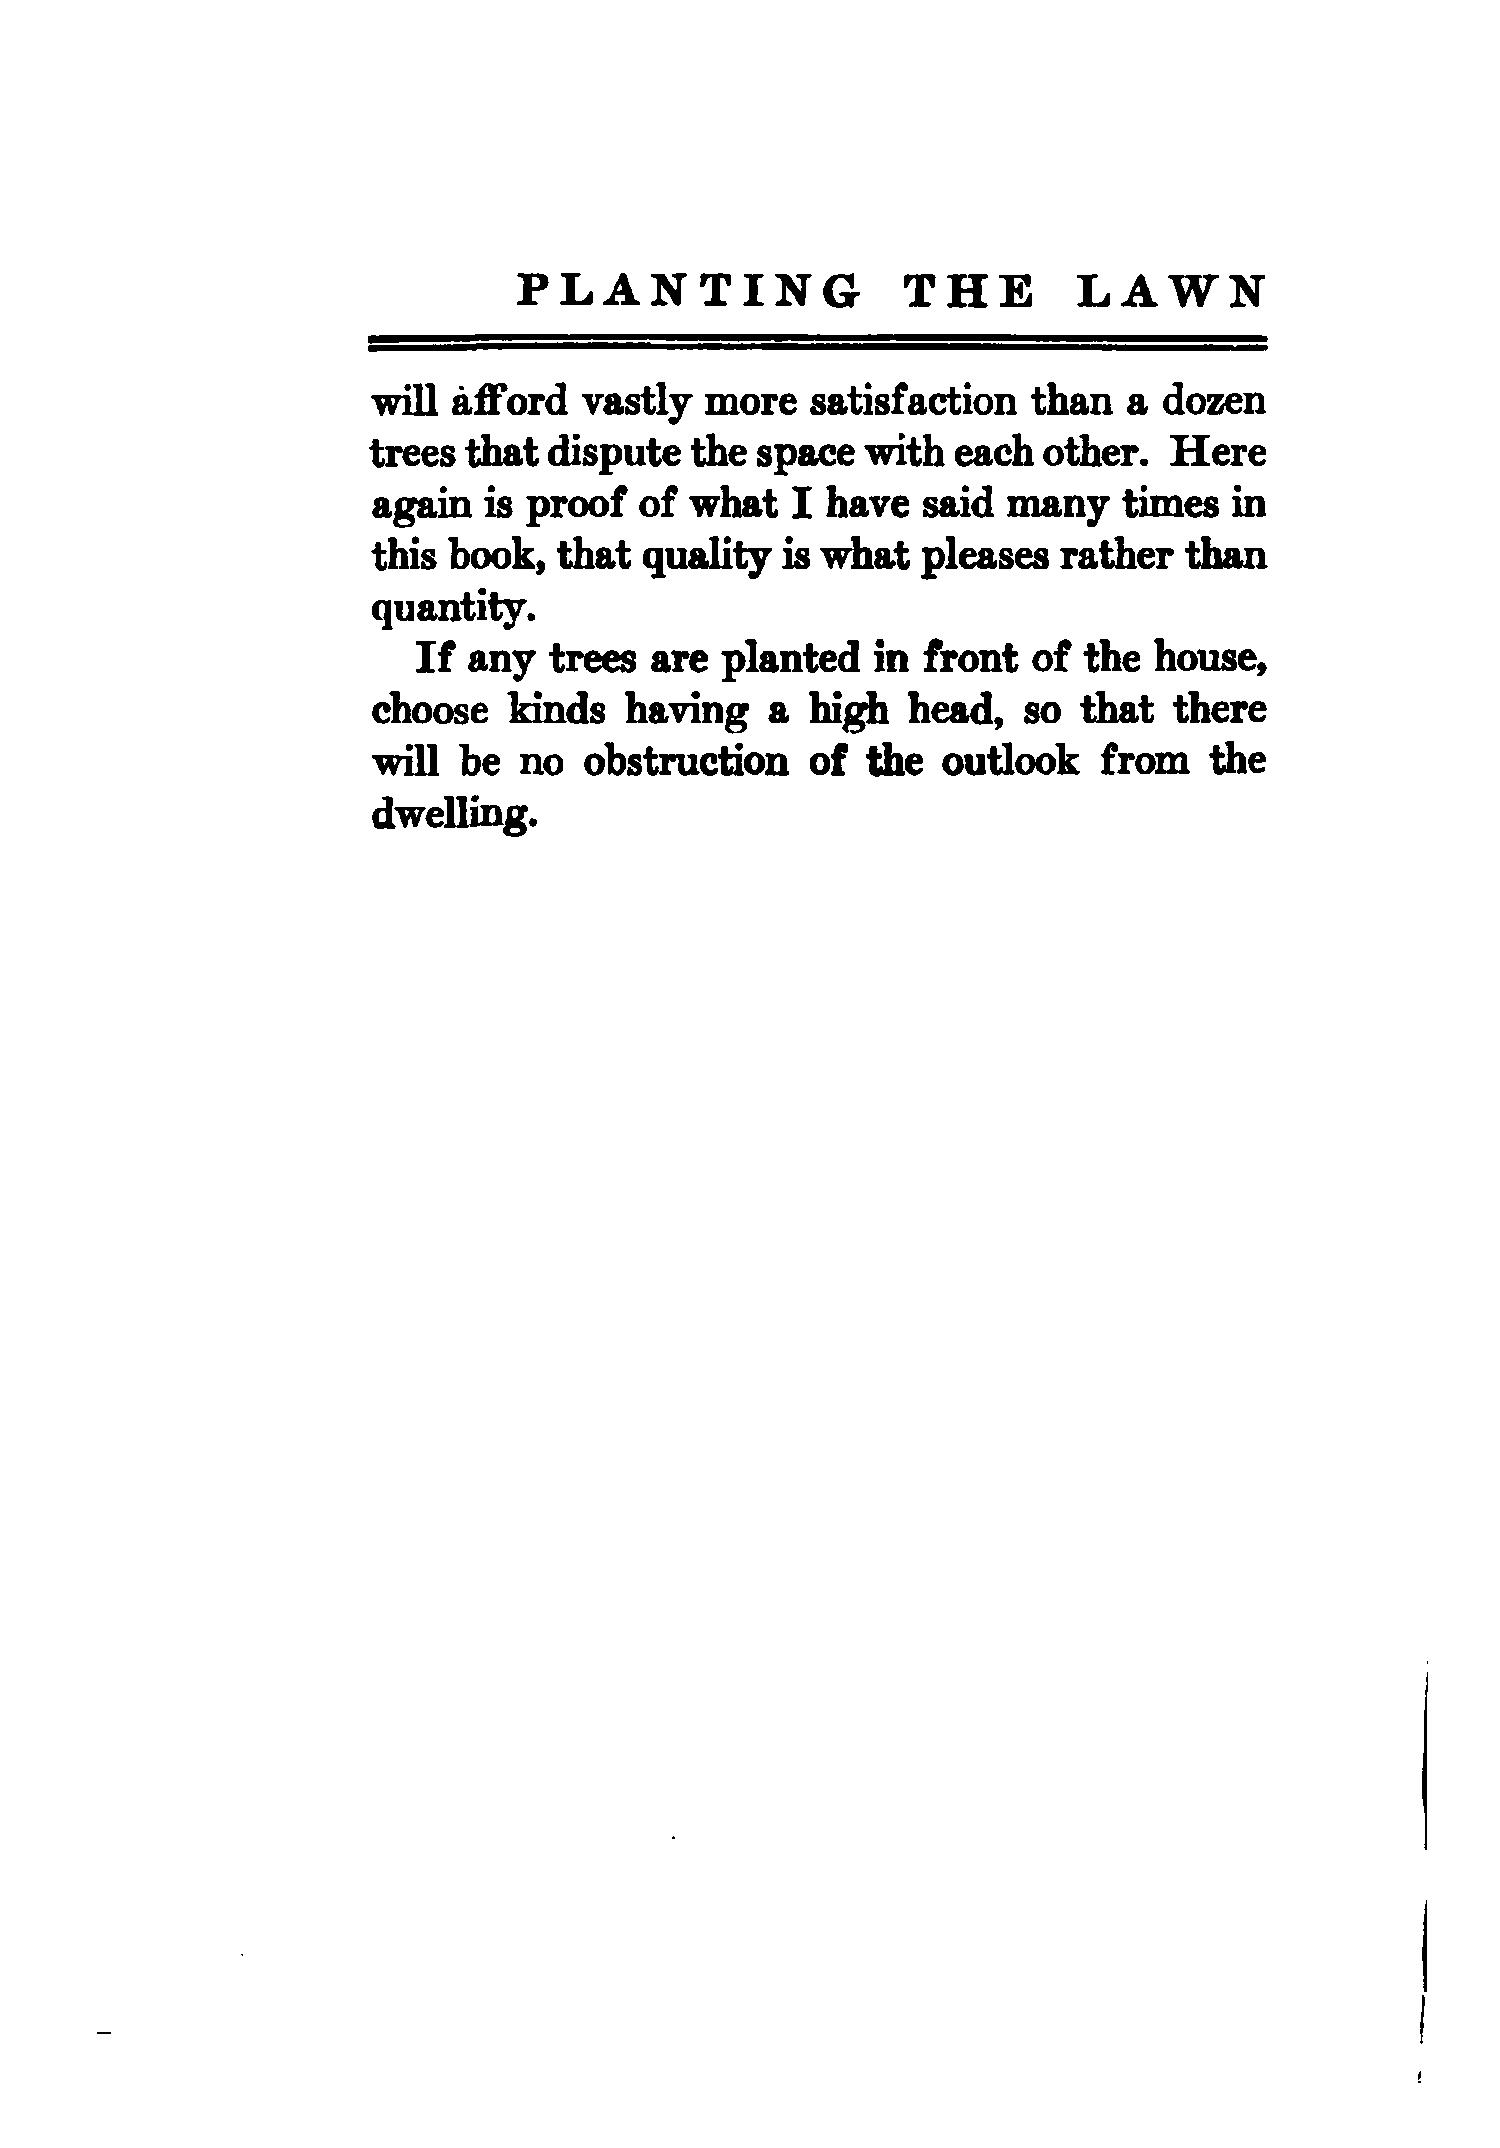 PLANTING THE LAWN
will afford vastly more satisfaction than a dozen
trees that dispute the space with each other. Here
again is proof of what I have said many times in
this book, that quality is what pleases rather than
quantity.
If any trees are planted in front of the house,
choose kinds having a high head, so that there
will be no obstruction of the outlook from the
dwelling.